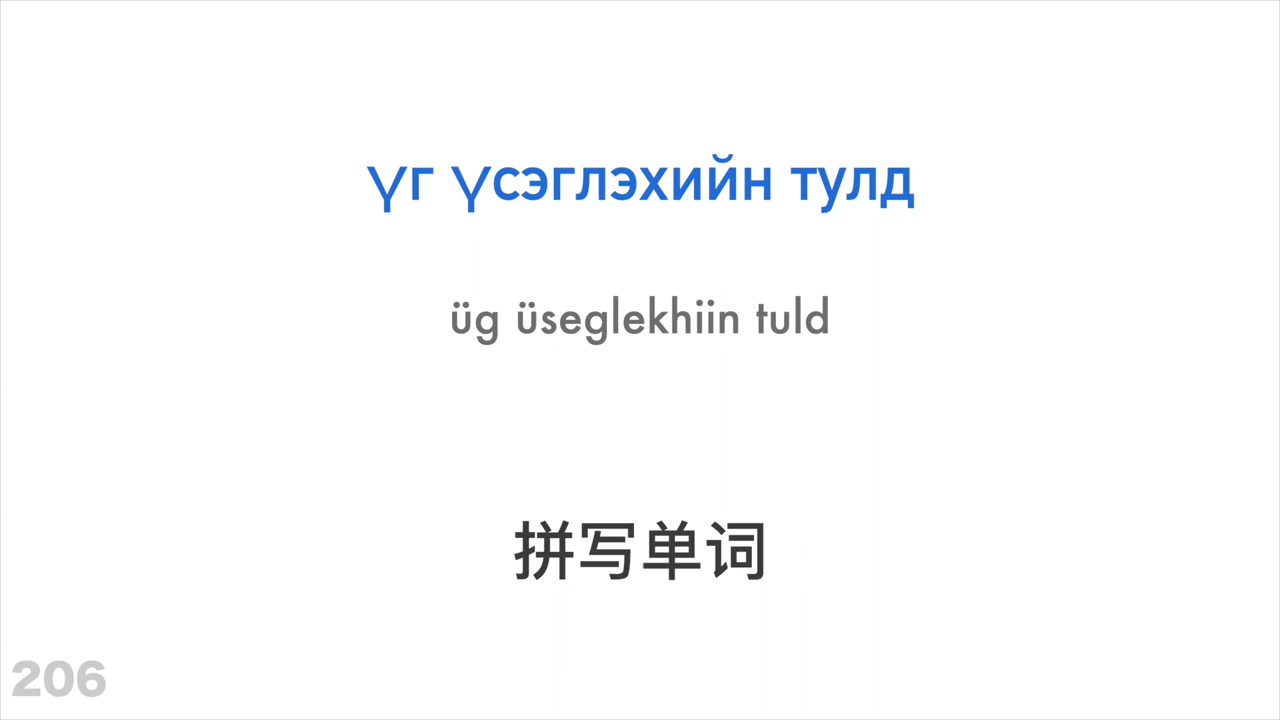 үг үсэглэхийн тулд
üg üseglekhiin tuld
拼写单词
206